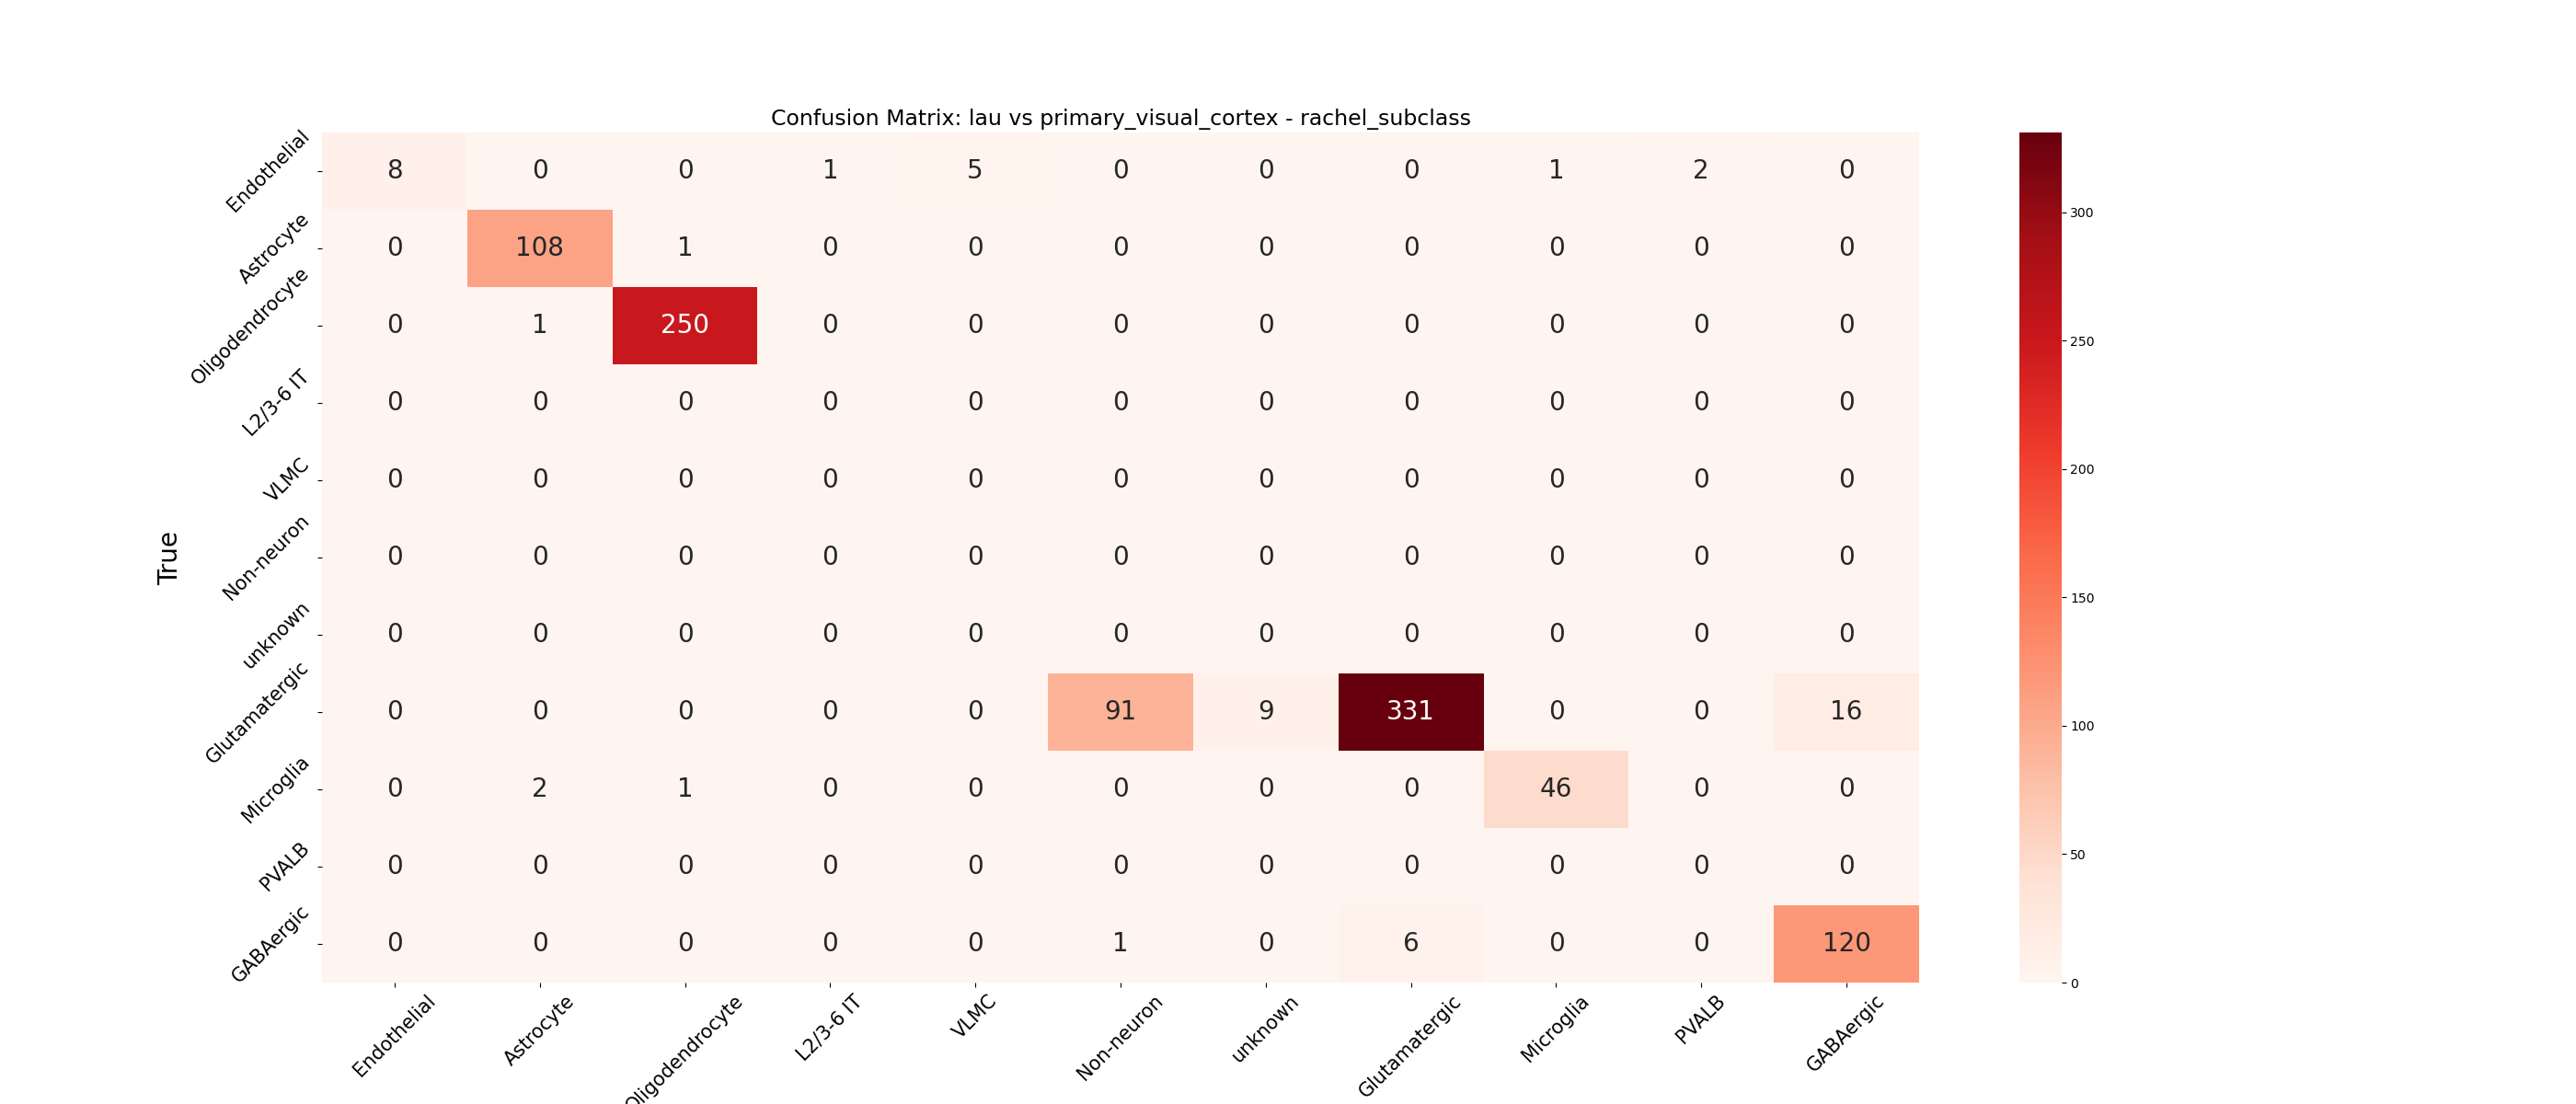 Confusion Matrix: lau vs primary_visual_cortex - rachel_subclass
True
Endothelial 8 0 0 1 5 0 0 0 1 2 0
Astrocyte 0 108 1 0 0 0 0 0 0 0 0
Oligodendrocyte 0 1 250 0 0 0 0 0 0 0 0
L2/3-6 IT 0 0 0 0 0 0 0 0 0 0 0
VLMC 0 0 0 0 0 0 0 0 0 0 0
Non-neuron 0 0 0 0 0 0 0 0 0 0 0
unknown 0 0 0 0 0 0 0 0 0 0 0
Glutamatergic 0 0 0 0 0 91 9 331 0 0 16
Microglia 0 2 1 0 0 0 0 0 46 0 0
PVALB 0 0 0 0 0 0 0 0 0 0 0
GABAergic 0 0 0 0 0 1 0 6 0 0 120
Endothelial Astrocyte Oligodendrocyte L2/3-6 IT VLMC Non-neuron unknown Glutamatergic Microglia PVALB GABAergic
300
250
200
150
100
50
0